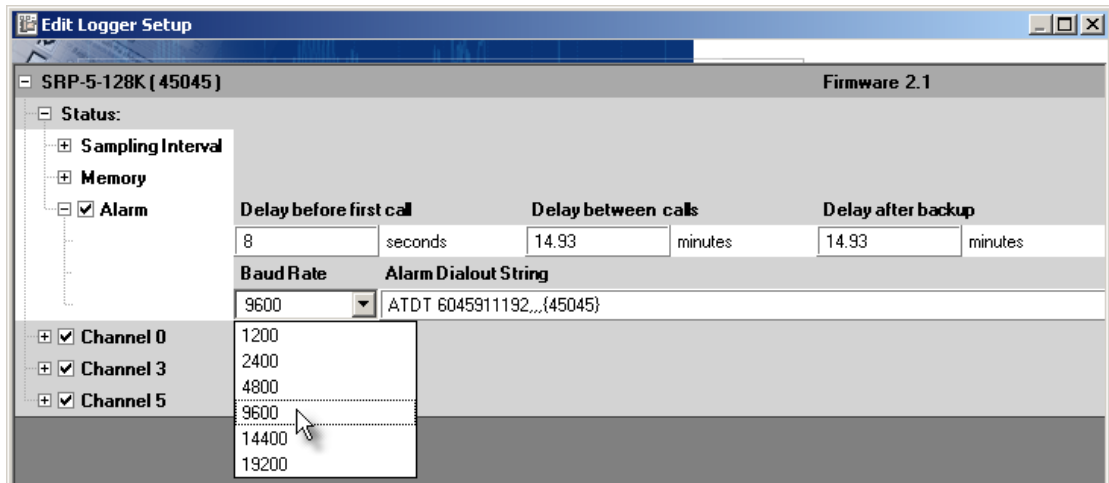 Edit Logger Setup
SRP-5-128K ( 45045 ) Firmware 2.1
Status:
Sampling Interval
Memory
Alarm Delay before first call Delay between calls Delay after backup
8 seconds 14.93 minutes 14.93 minutes
Baud Rate Alarm Dialout String
9600 ATDT 6045911192,,,{45045}
Channel 0 1200
2400
Channel 3
4800
Channel 5
9600
14400
19200